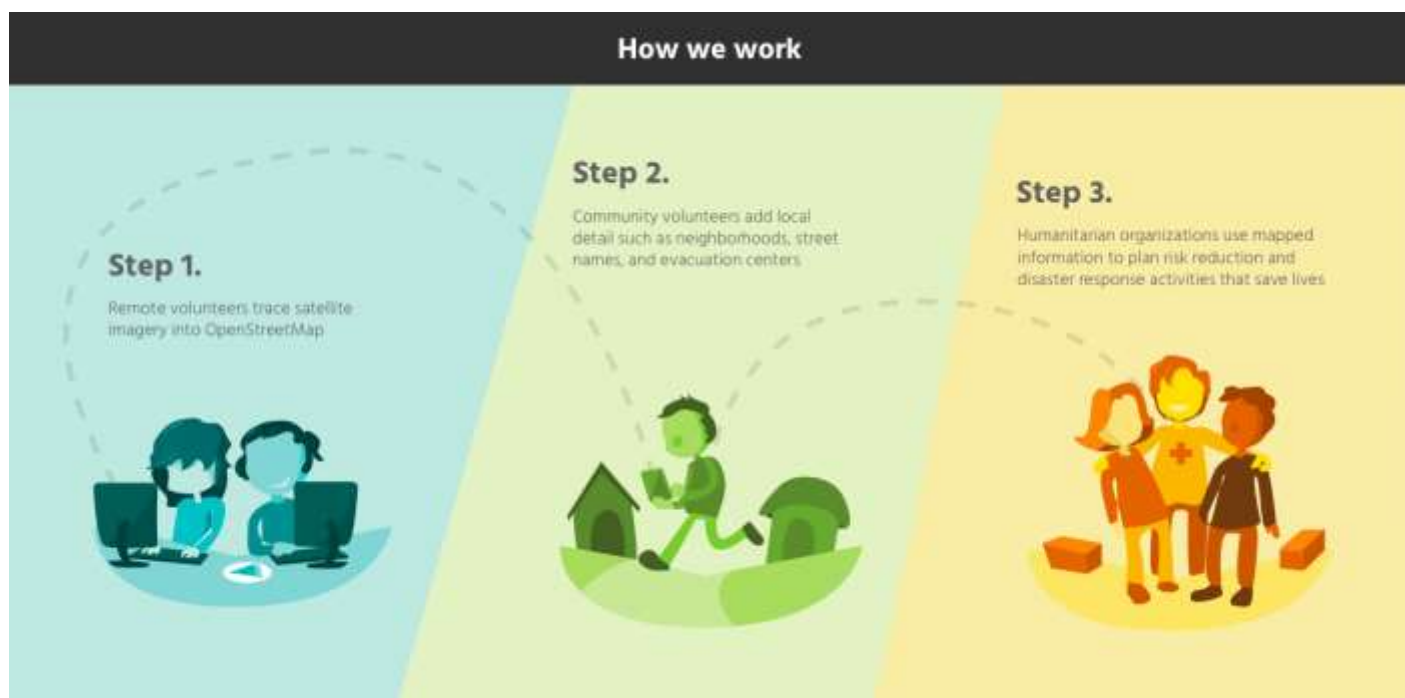 How we work
Step 1.
Remote volunteers trace satellite
imagery into OpenStreetMap
Step 2.
Community volunteers add local
detail such as neighborhoods, street
names, and evacuation centers
Step 3.
Humanitarian organizations use mapped
information to plan risk reduction and
disaster response activities that save lives